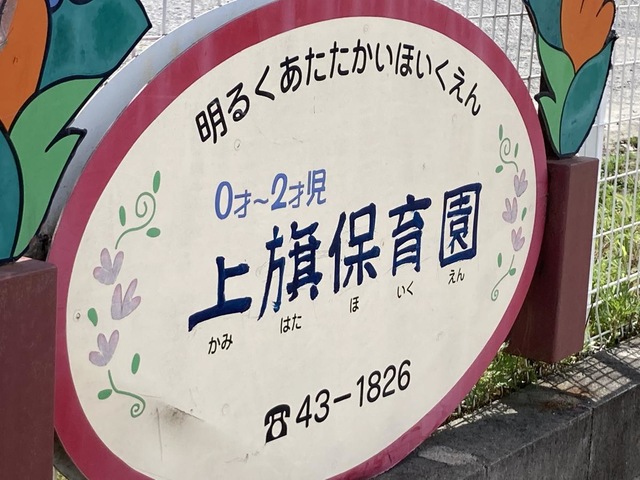 明るくあたたかいほいくえん
0才〜2才児
上旗保育園
かみ はた ほ いく えん
☎43-1826